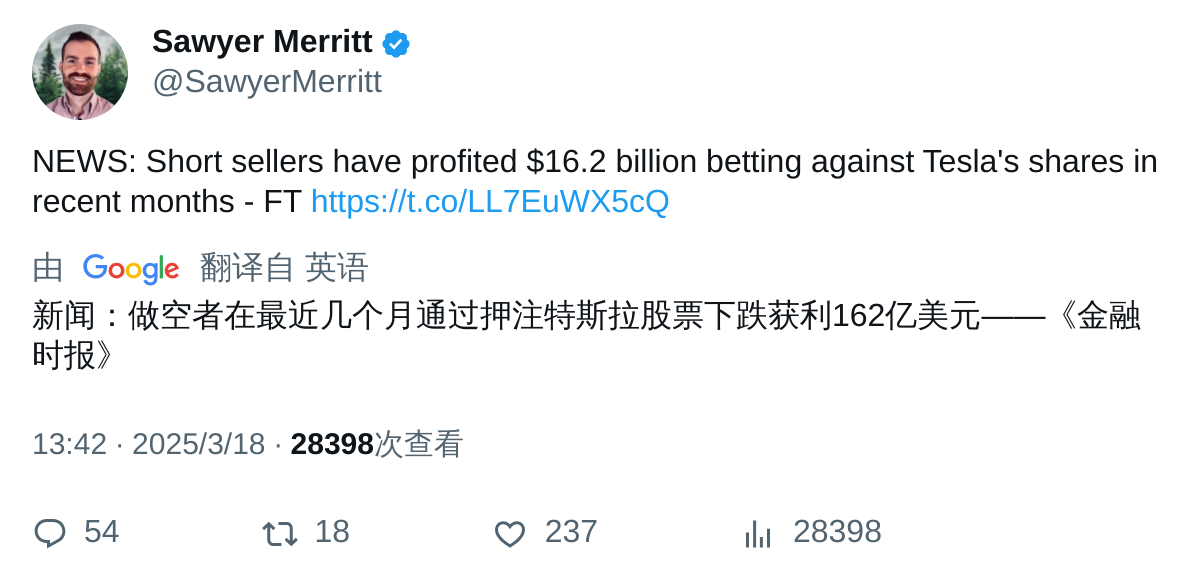 Sawyer Merritt
@SawyerMerritt
NEWS: Short sellers have profited $16.2 billion betting against Tesla's shares in
recent months - FT https://t.co/LL7EuWX5cQ
由 Google 翻译自 英语
新闻：做空者在最近几个月通过押注特斯拉股票下跌获利162亿美元——《金融
时报》
13:42 · 2025/3/18 · 28398次查看
54 18 237 28398